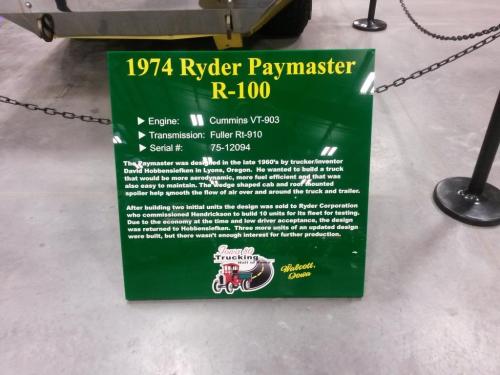 1974 Ryder Paymaster
R-100
Engine: Cummins VT-903
Transmission: Fuller Rt-910
Serial #: 75-12094
The Paymaster was designed in the late 1960's by trucker/inventor
David Hobbensiefken in Lyons, Oregon. He wanted to build a truck
that would be more aerodynamic, more fuel efficient and that was
also easy to maintain. The wedge shaped cab and roof mounted
spoiler help smooth the flow of air over and around the truck and trailer.
After building two initial units the design was sold to Ryder Corporation
who commissioned Hendrickson to build 10 units for its fleet for testing.
Due to the economy at the time and low driver acceptance, the design
was returned to Hobbensiefkan. Three more units of an updated design
were built, but there wasn't enough interest for further production.
Iowa 80
Trucking
Hall of Fame
Walcott,
Iowa